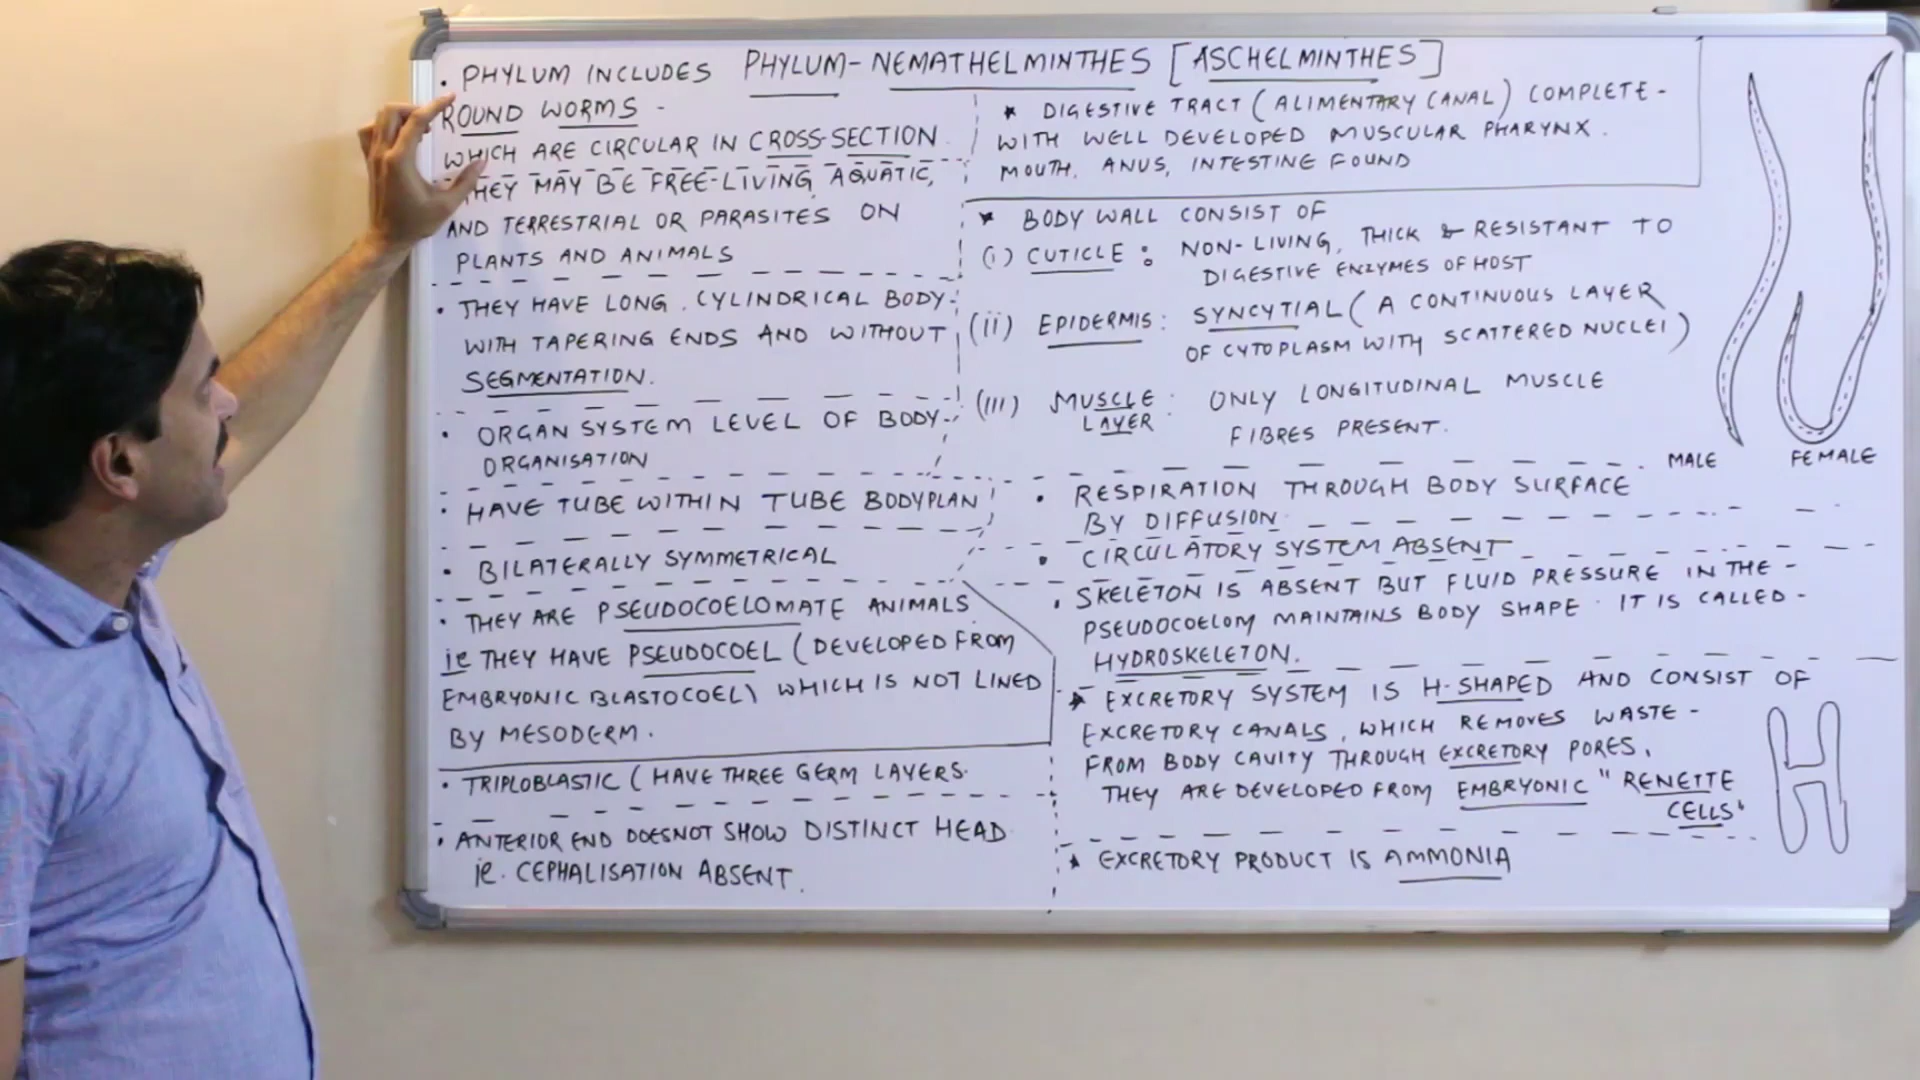 PHYLUM-NEMATHELMINTHES [ASCHELMINTHES]
• PHYLUM INCLUDES
ROUND WORMS -
WHICH ARE CIRCULAR IN CROSS-SECTION
THEY MAY BE FREE-LIVING, AQUATIC,
AND TERRESTRIAL OR PARASITES ON
PLANTS AND ANIMALS
• THEY HAVE LONG, CYLINDRICAL BODY-
WITH TAPERING ENDS AND WITHOUT
SEGMENTATION.
• ORGAN SYSTEM LEVEL OF BODY-
ORGANISATION
• HAVE TUBE WITHIN TUBE BODYPLAN
• BILATERALLY SYMMETRICAL
• THEY ARE PSEUDOCOELOMATE ANIMALS
ie THEY HAVE PSEUDOCOEL (DEVELOPED FROM
EMBRYONIC BLASTOCOEL) WHICH IS NOT LINED
BY MESODERM.
• TRIPLOBLASTIC (HAVE THREE GERM LAYERS.
• ANTERIOR END DOESNOT SHOW DISTINCT HEAD
ie. CEPHALISATION ABSENT.
* DIGESTIVE TRACT (ALIMENTARY CANAL) COMPLETE-
WITH WELL DEVELOPED MUSCULAR PHARYNX.
MOUTH, ANUS, INTESTINE FOUND
* BODY WALL CONSIST OF
(i) CUTICLE: NON-LIVING, THICK & RESISTANT TO
DIGESTIVE ENZYMES OF HOST
(ii) EPIDERMIS: SYNCYTIAL (A CONTINUOUS LAYER
OF CYTOPLASM WITH SCATTERED NUCLEI)
(iii) MUSCLE : ONLY LONGITUDINAL MUSCLE
LAYER : FIBRES PRESENT.
MALE FEMALE
• RESPIRATION THROUGH BODY SURFACE
BY DIFFUSION
• CIRCULATORY SYSTEM ABSENT
• SKELETON IS ABSENT BUT FLUID PRESSURE IN THE -
PSEUDOCOELOM MAINTAINS BODY SHAPE. IT IS CALLED -
HYDROSKELETON.
* EXCRETORY SYSTEM IS H-SHAPED AND CONSIST OF
EXCRETORY CANALS, WHICH REMOVES WASTE -
FROM BODY CAVITY THROUGH EXCRETORY PORES.
THEY ARE DEVELOPED FROM EMBRYONIC "RENETTE
CELLS"
* EXCRETORY PRODUCT IS AMMONIA